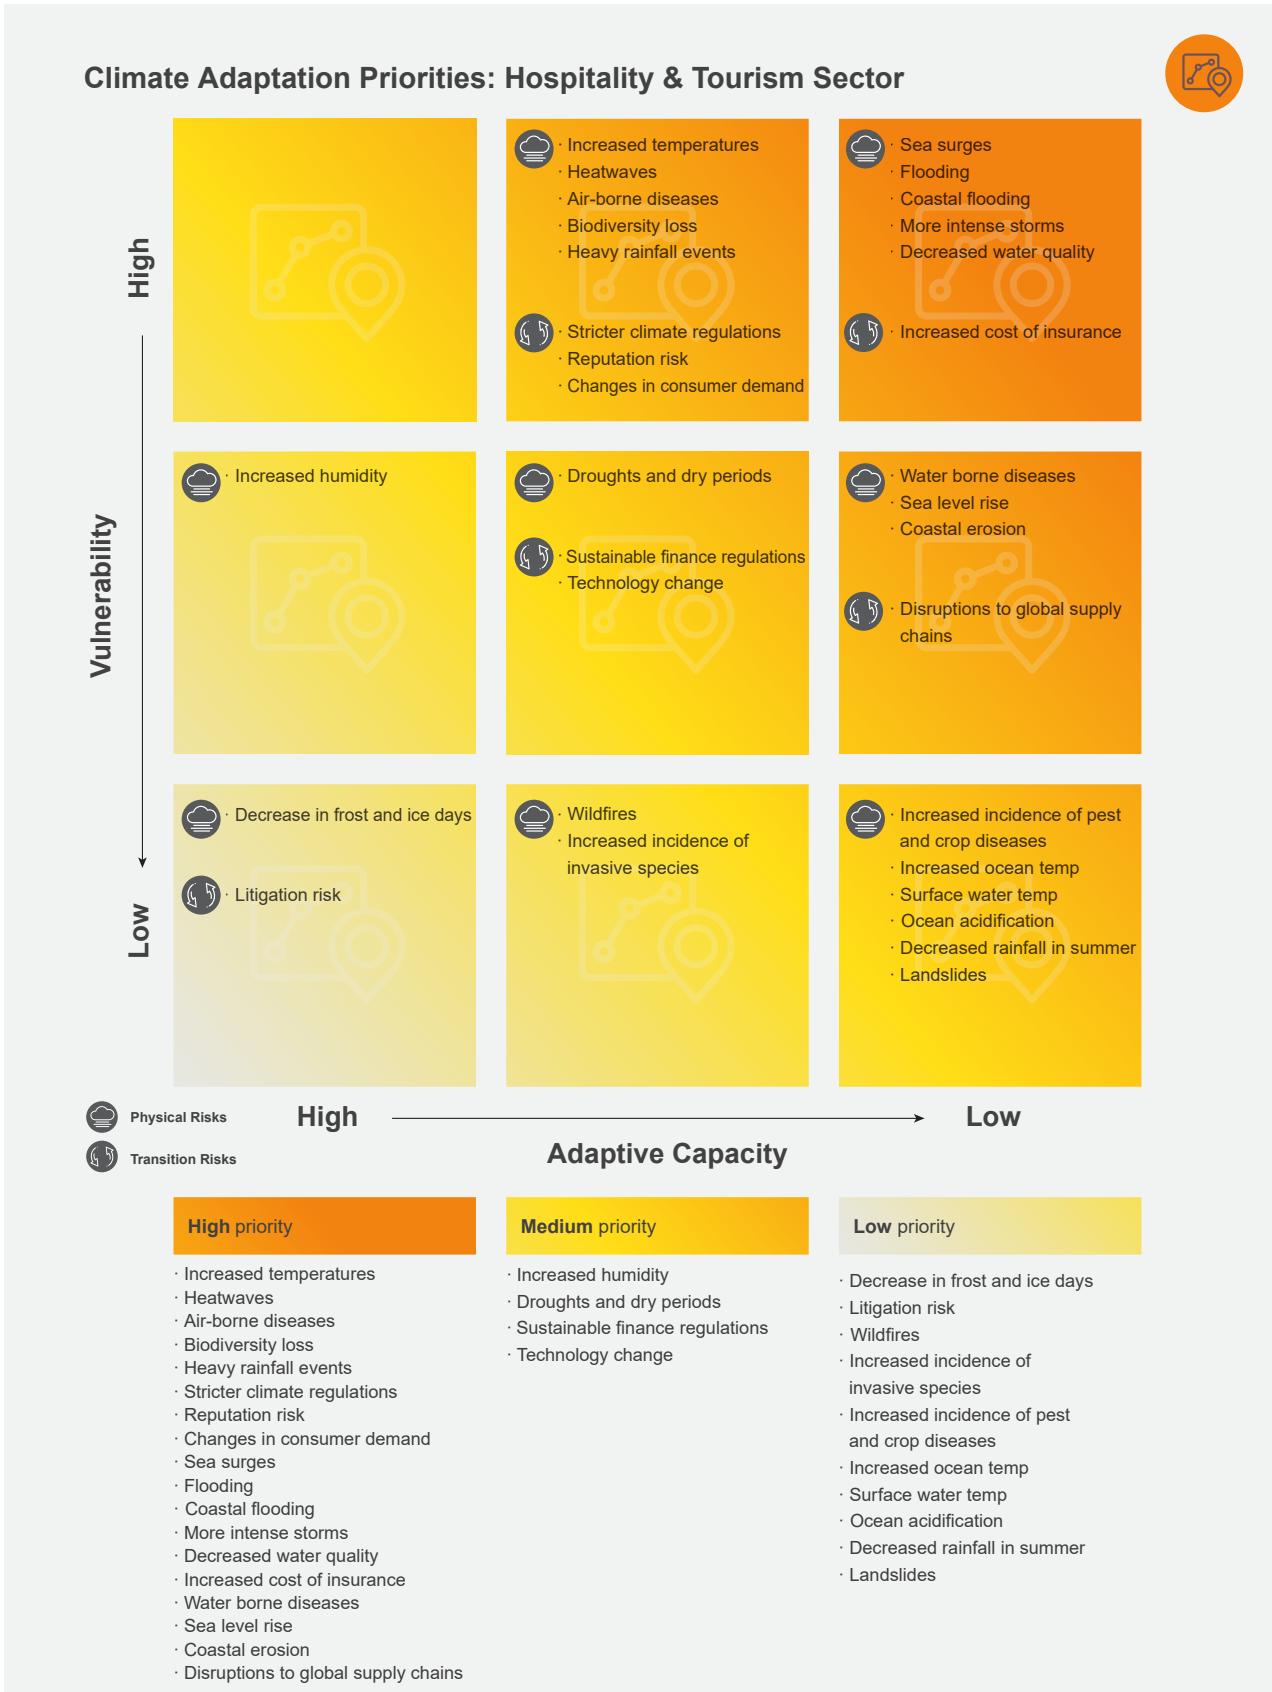 Climate Adaptation Priorities: Hospitality & Tourism Sector
High
Vulnerability
Low
· Increased temperatures
· Heatwaves
· Air-borne diseases
· Biodiversity loss
· Heavy rainfall events
· Stricter climate regulations
· Reputation risk
· Changes in consumer demand
· Sea surges
· Flooding
· Coastal flooding
· More intense storms
· Decreased water quality
· Increased cost of insurance
· Increased humidity
· Droughts and dry periods
· Sustainable finance regulations
· Technology change
· Water borne diseases
· Sea level rise
· Coastal erosion
· Disruptions to global supply
chains
· Decrease in frost and ice days
· Litigation risk
· Wildfires
· Increased incidence of
invasive species
· Increased incidence of pest
and crop diseases
· Increased ocean temp
· Surface water temp
· Ocean acidification
· Decreased rainfall in summer
· Landslides
Physical Risks
Transition Risks
High
Low
Adaptive Capacity
High priority
· Increased temperatures
· Heatwaves
· Air-borne diseases
· Biodiversity loss
· Heavy rainfall events
· Stricter climate regulations
· Reputation risk
· Changes in consumer demand
· Sea surges
· Flooding
· Coastal flooding
· More intense storms
· Decreased water quality
· Increased cost of insurance
· Water borne diseases
· Sea level rise
· Coastal erosion
· Disruptions to global supply chains
Medium priority
· Increased humidity
· Droughts and dry periods
· Sustainable finance regulations
· Technology change
Low priority
· Decrease in frost and ice days
· Litigation risk
· Wildfires
· Increased incidence of
invasive species
· Increased incidence of pest
and crop diseases
· Increased ocean temp
· Surface water temp
· Ocean acidification
· Decreased rainfall in summer
· Landslides